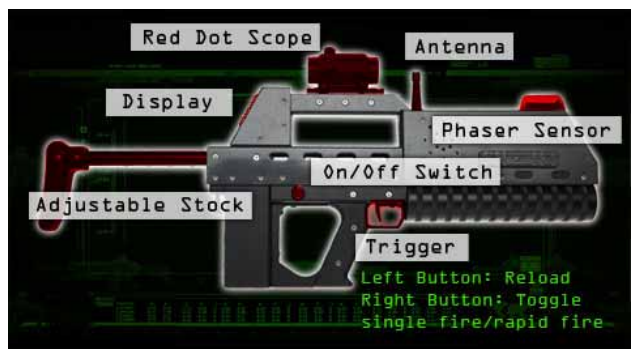 Red Dot Scope
Antenna
Display
Phaser Sensor
On/Off Switch
Adjustable Stock
Trigger
Left Button: Reload
Right Button: Toggle
single fire/rapid fire